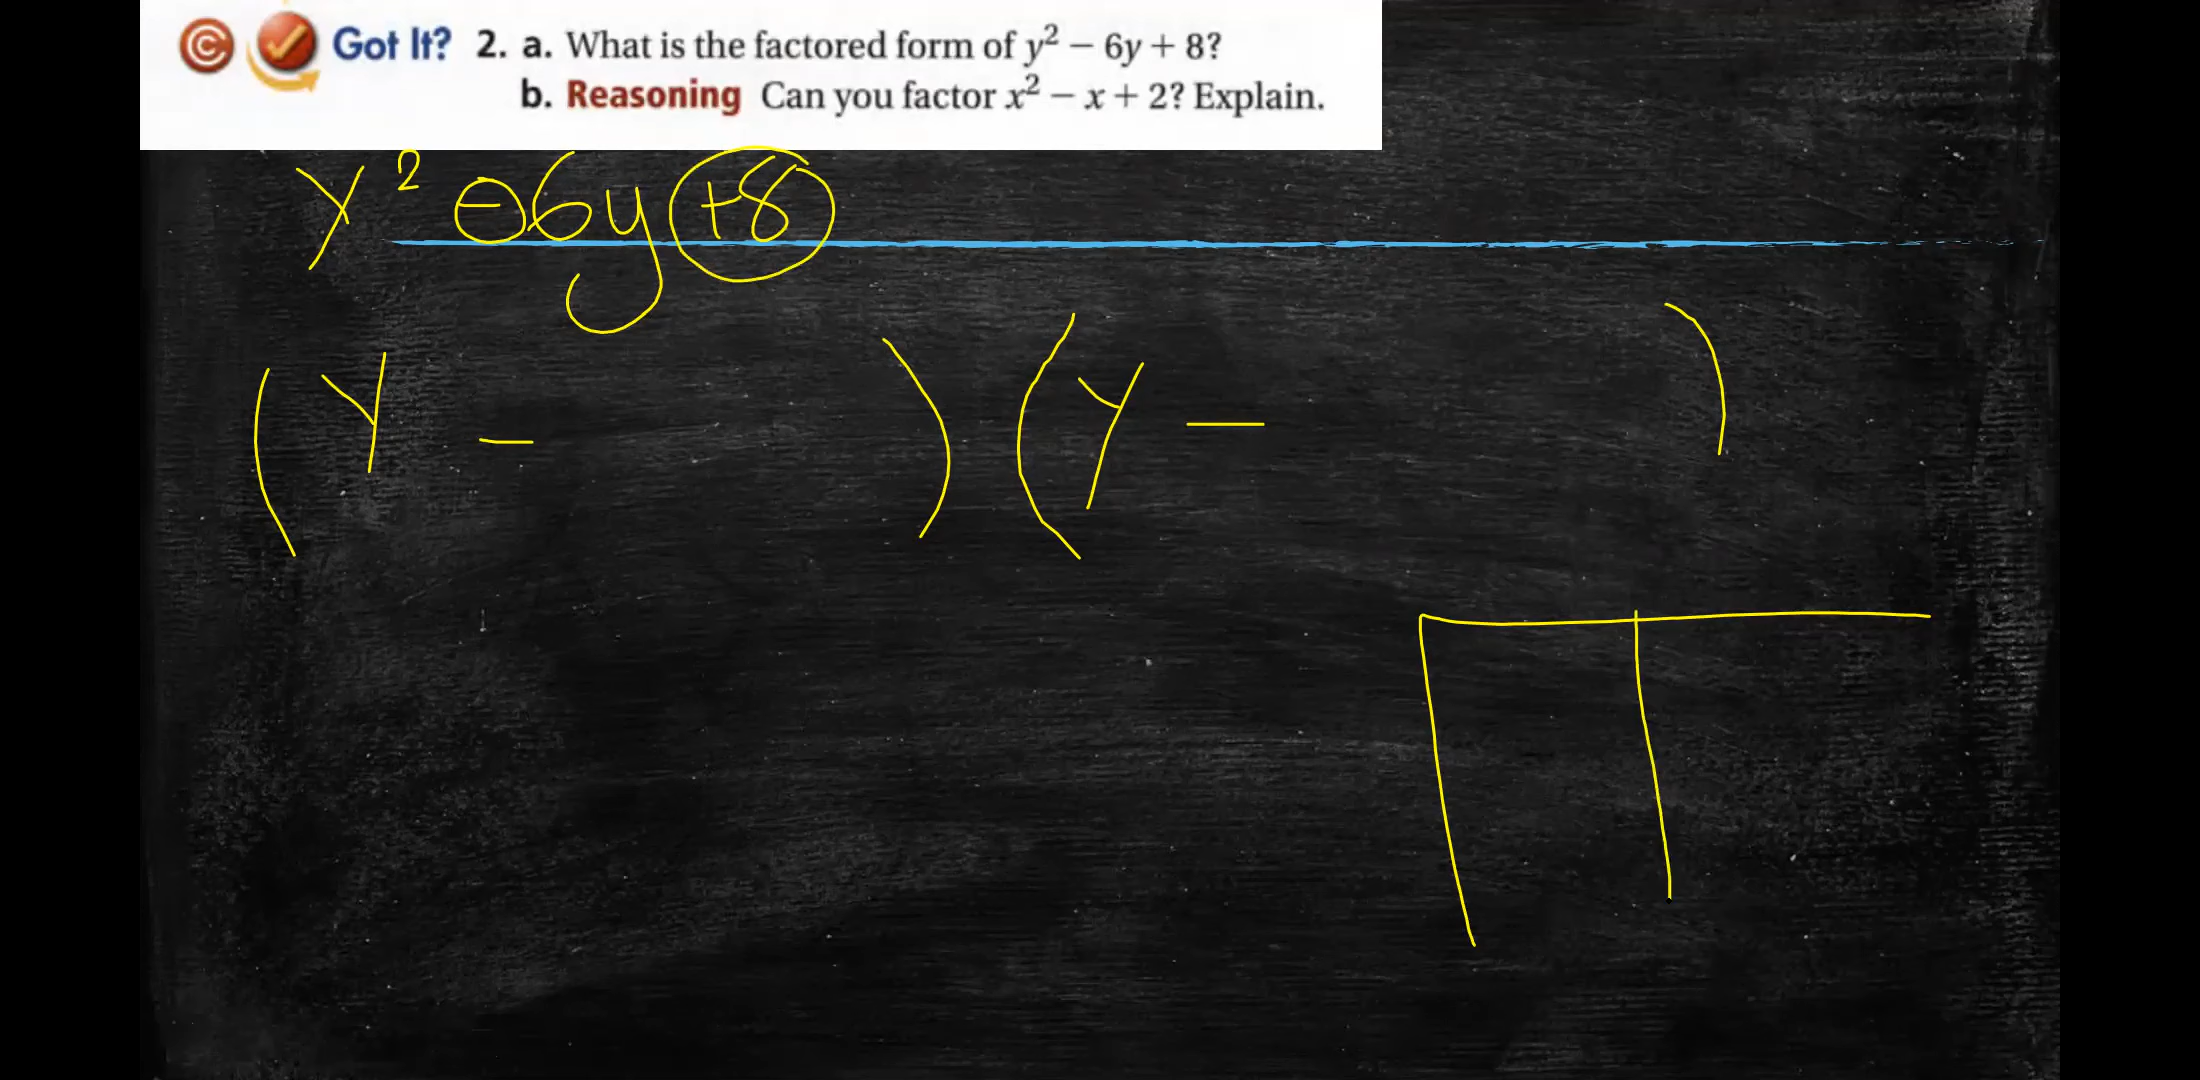 © Got It? 2. a. What is the factored form of y² − 6y + 8?
b. Reasoning Can you factor x² − x + 2? Explain.
y² −6y +8
(y − ) (y − )